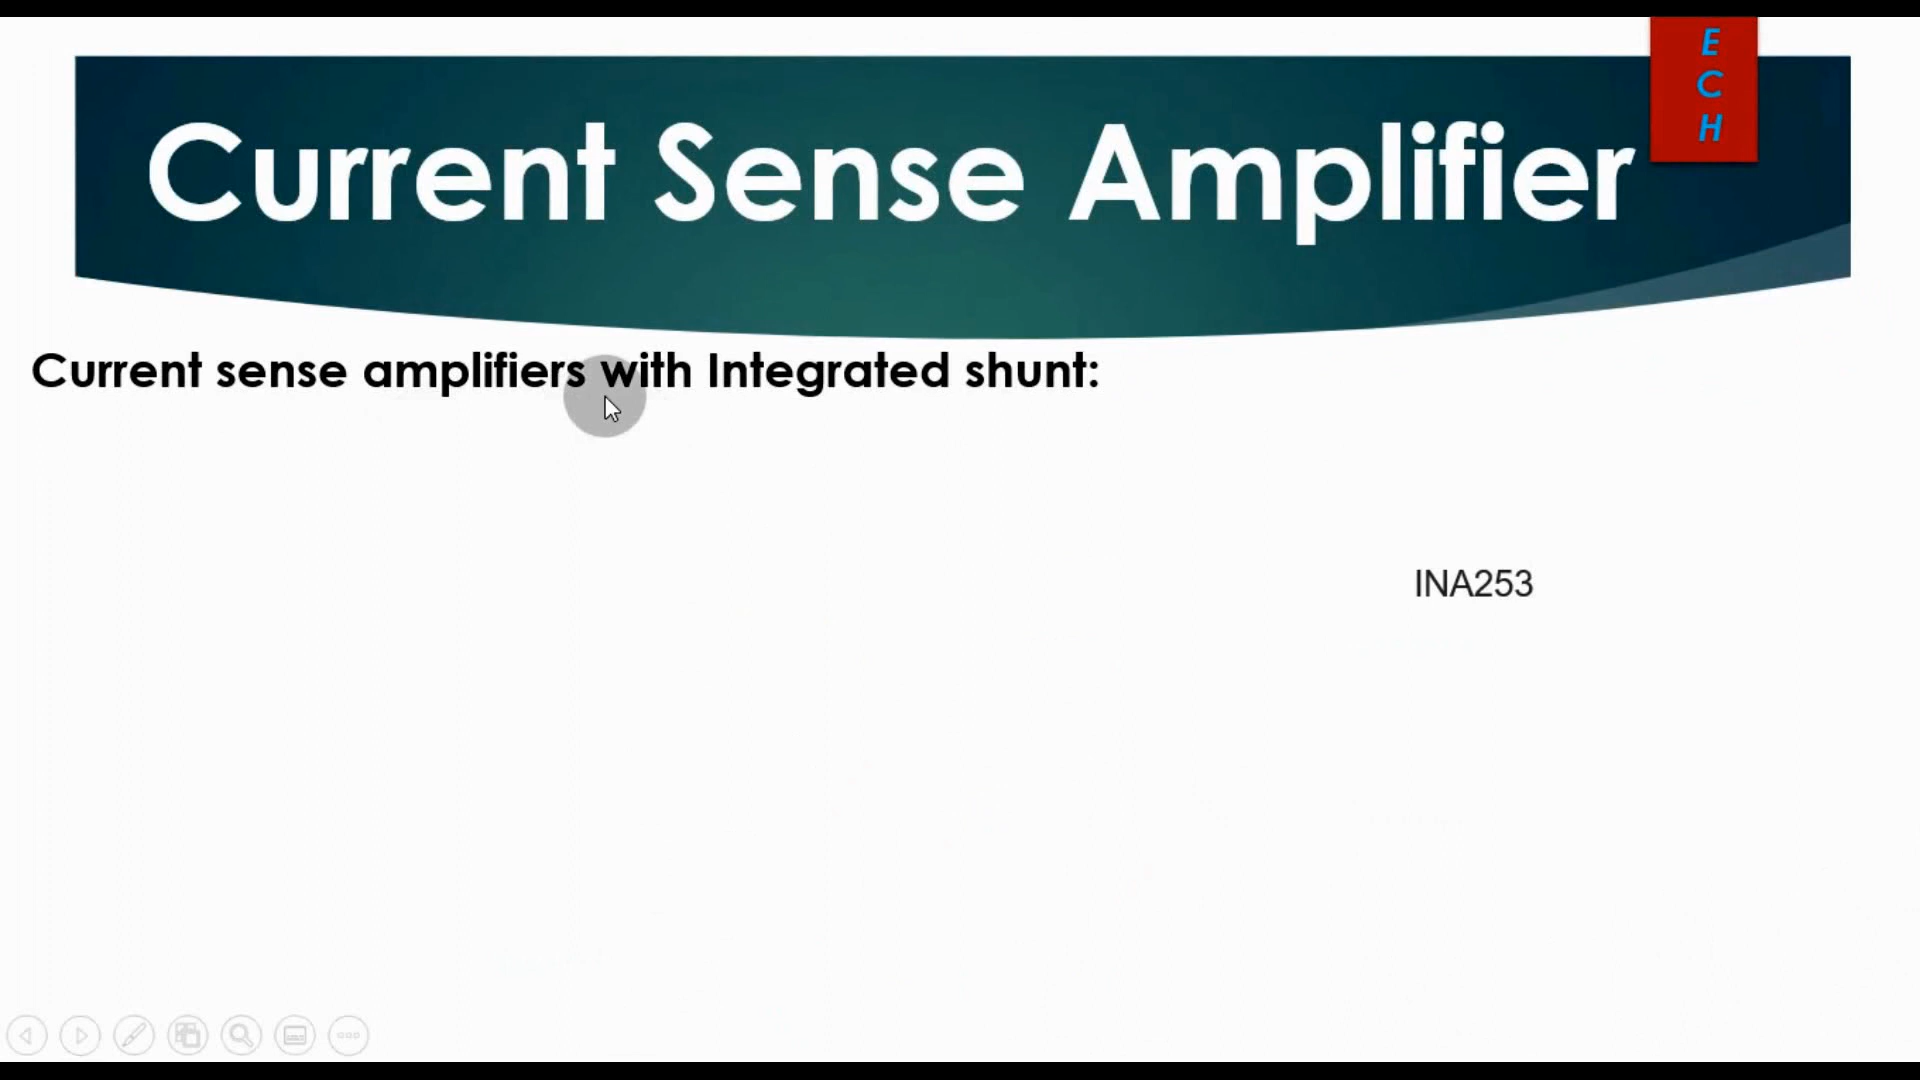 E
C
H
Current Sense Amplifier
Current sense amplifiers with Integrated shunt:
INA253